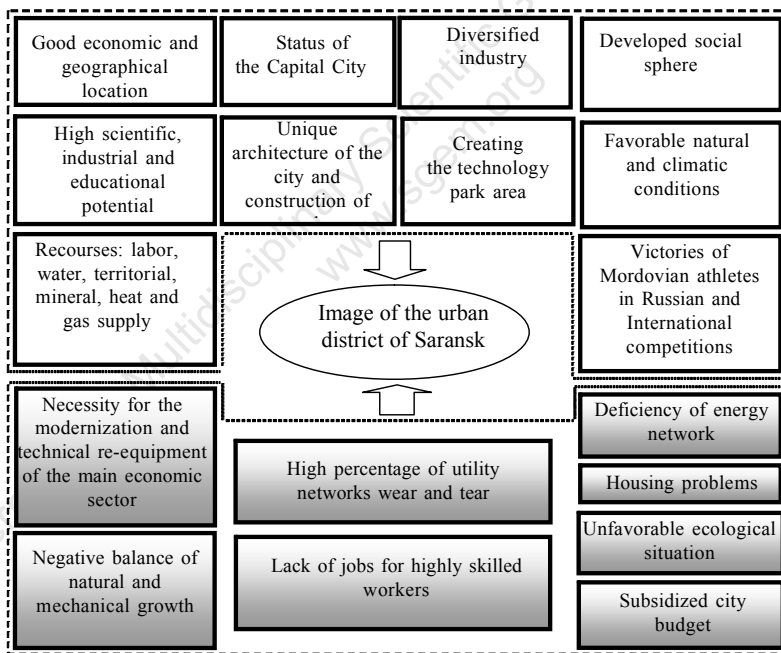 Good economic and
geographical
location
Status of
the Capital City
Diversified
industry
Developed social
sphere
High scientific,
industrial and
educational
potential
Unique
architecture of the
city and
construction of
Creating
the technology
park area
Favorable natural
and climatic
conditions
Recourses: labor,
water, territorial,
mineral, heat and
gas supply
Victories of
Mordovian athletes
in Russian and
International
competitions
Image of the urban
district of Saransk
Necessity for the
modernization and
technical re-equipment
of the main economic
sector
High percentage of utility
networks wear and tear
Deficiency of energy
network
Housing problems
Negative balance of
natural and
mechanical growth
Lack of jobs for highly skilled
workers
Unfavorable ecological
situation
Subsidized city
budget
Multidisciplinary Scientific
www.sgem.org